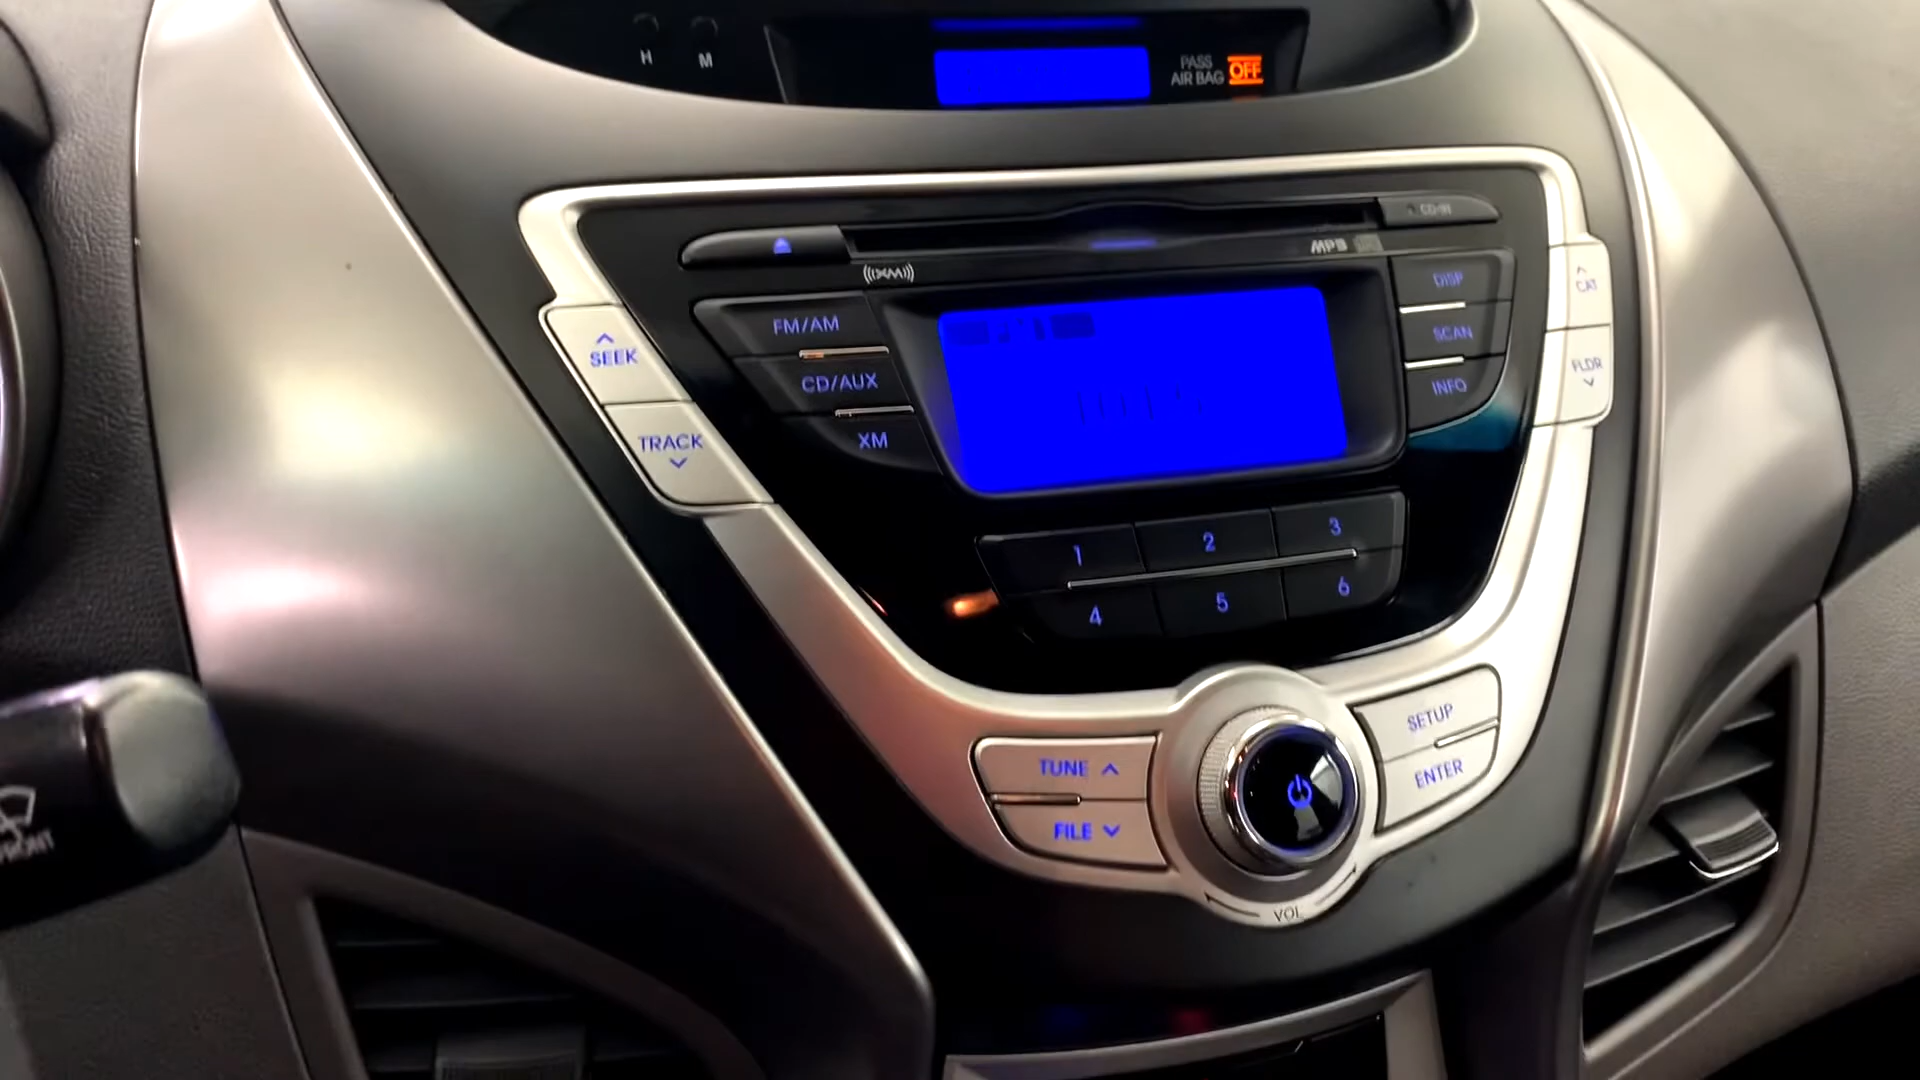 H M
PASS
AIR BAG OFF
CD-IN
MP3
((XM))
DISP
CAT
FM/AM
SCAN
SEEK
CD/AUX
FLDR
INFO
TRACK
XM
1 2 3
4 5 6
SETUP
TUNE
ENTER
FILE
VOL
FRONT